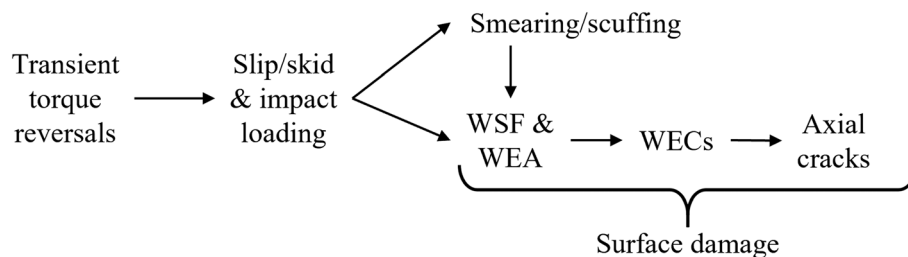 Transient
torque
reversals
Slip/skid
& impact
loading
Smearing/scuffing
WSF &
WEA
WECs
Axial
cracks
Surface damage